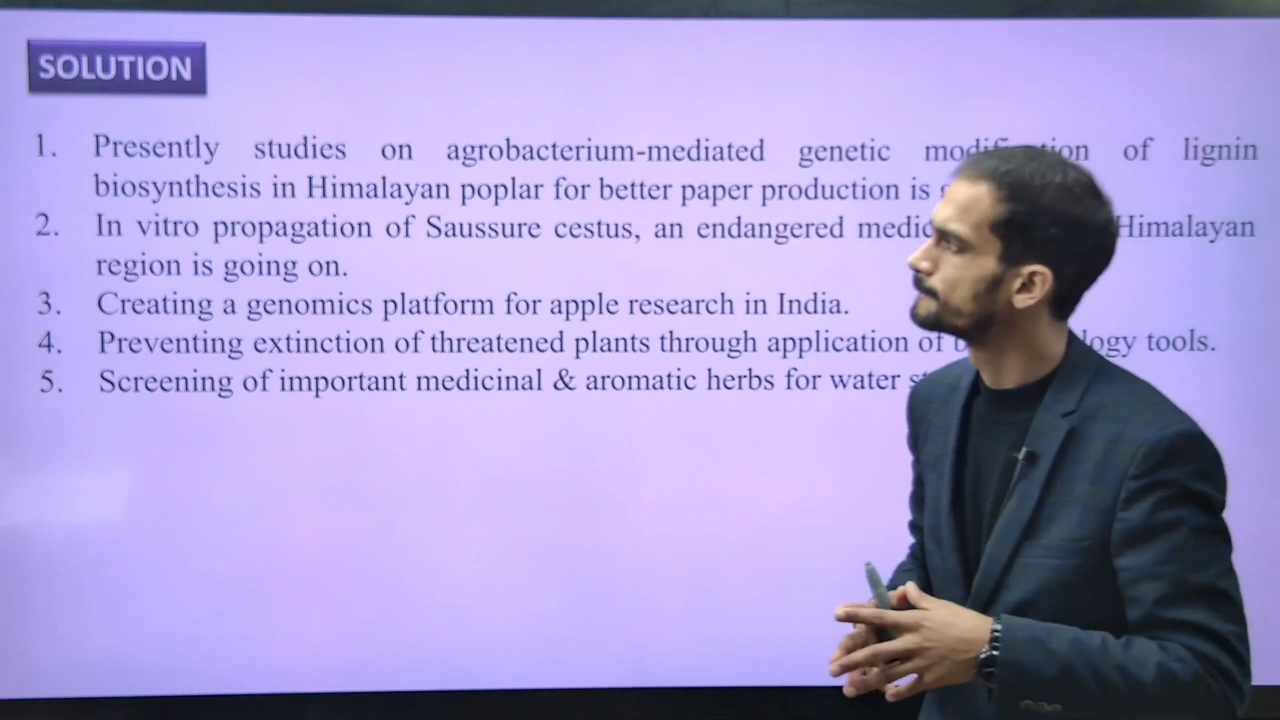 SOLUTION
1. Presently studies on agrobacterium-mediated genetic of lignin
biosynthesis in Himalayan poplar for better paper production is
2. In vitro propagation of Saussure cestus, an endangered Himalayan
region is going on.
3. Creating a genomics platform for apple research in India.
4. Preventing extinction of threatened plants through application of tools.
5. Screening of important medicinal & aromatic herbs for water